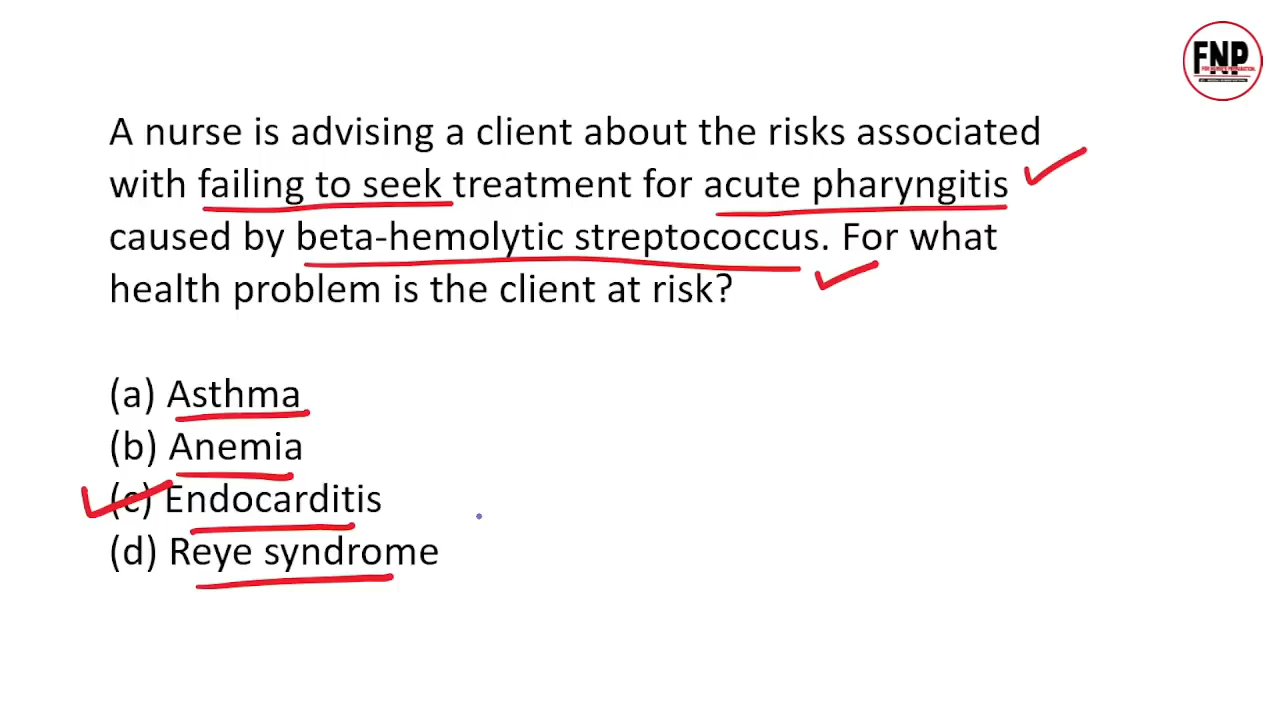 FNP
A nurse is advising a client about the risks associated
with failing to seek treatment for acute pharyngitis
caused by beta-hemolytic streptococcus. For what
health problem is the client at risk?
(a) Asthma
(b) Anemia
(c) Endocarditis
(d) Reye syndrome